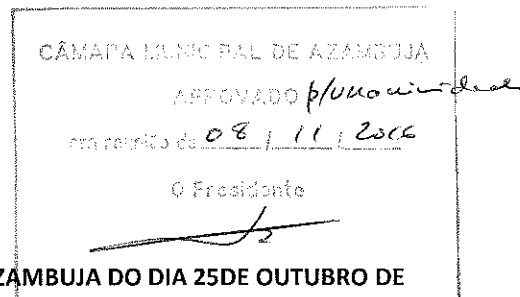 CÂMARA MUNICIPAL DE AZAMBUJA
APROVADO p/unanimidade
em reunião de 08 / 11 / 2016
O Presidente
ZAMBUJA DO DIA 25DE OUTUBRO DE